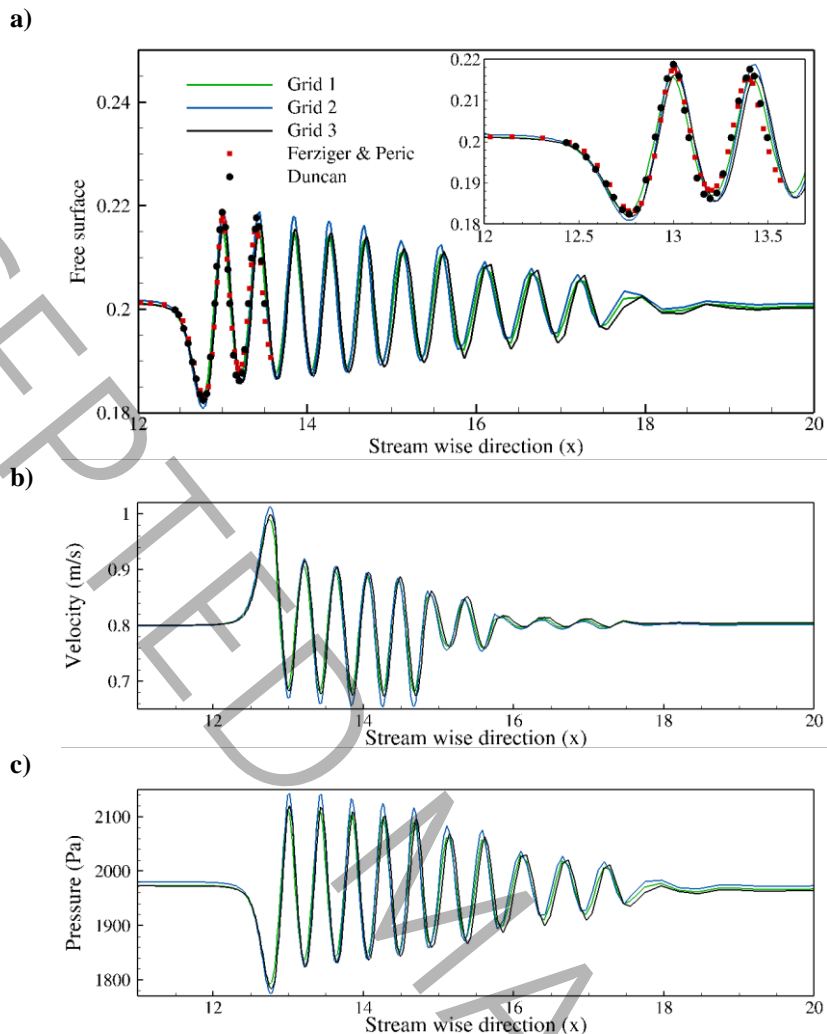 a)
0.24
0.22
0.2
0.18
Free surface
Grid 1
Grid 2
Grid 3
Ferziger & Peric
Duncan
0.22
0.21
0.2
0.19
0.18
12 12.5 13 13.5
12 14 16 18 20
Stream wise direction (x)
b)
1
0.9
0.8
0.7
Velocity (m/s)
12 14 16 18 20
Stream wise direction (x)
c)
2100
2000
1900
1800
Pressure (Pa)
12 14 16 18 20
Stream wise direction (x)
CEPTED MA